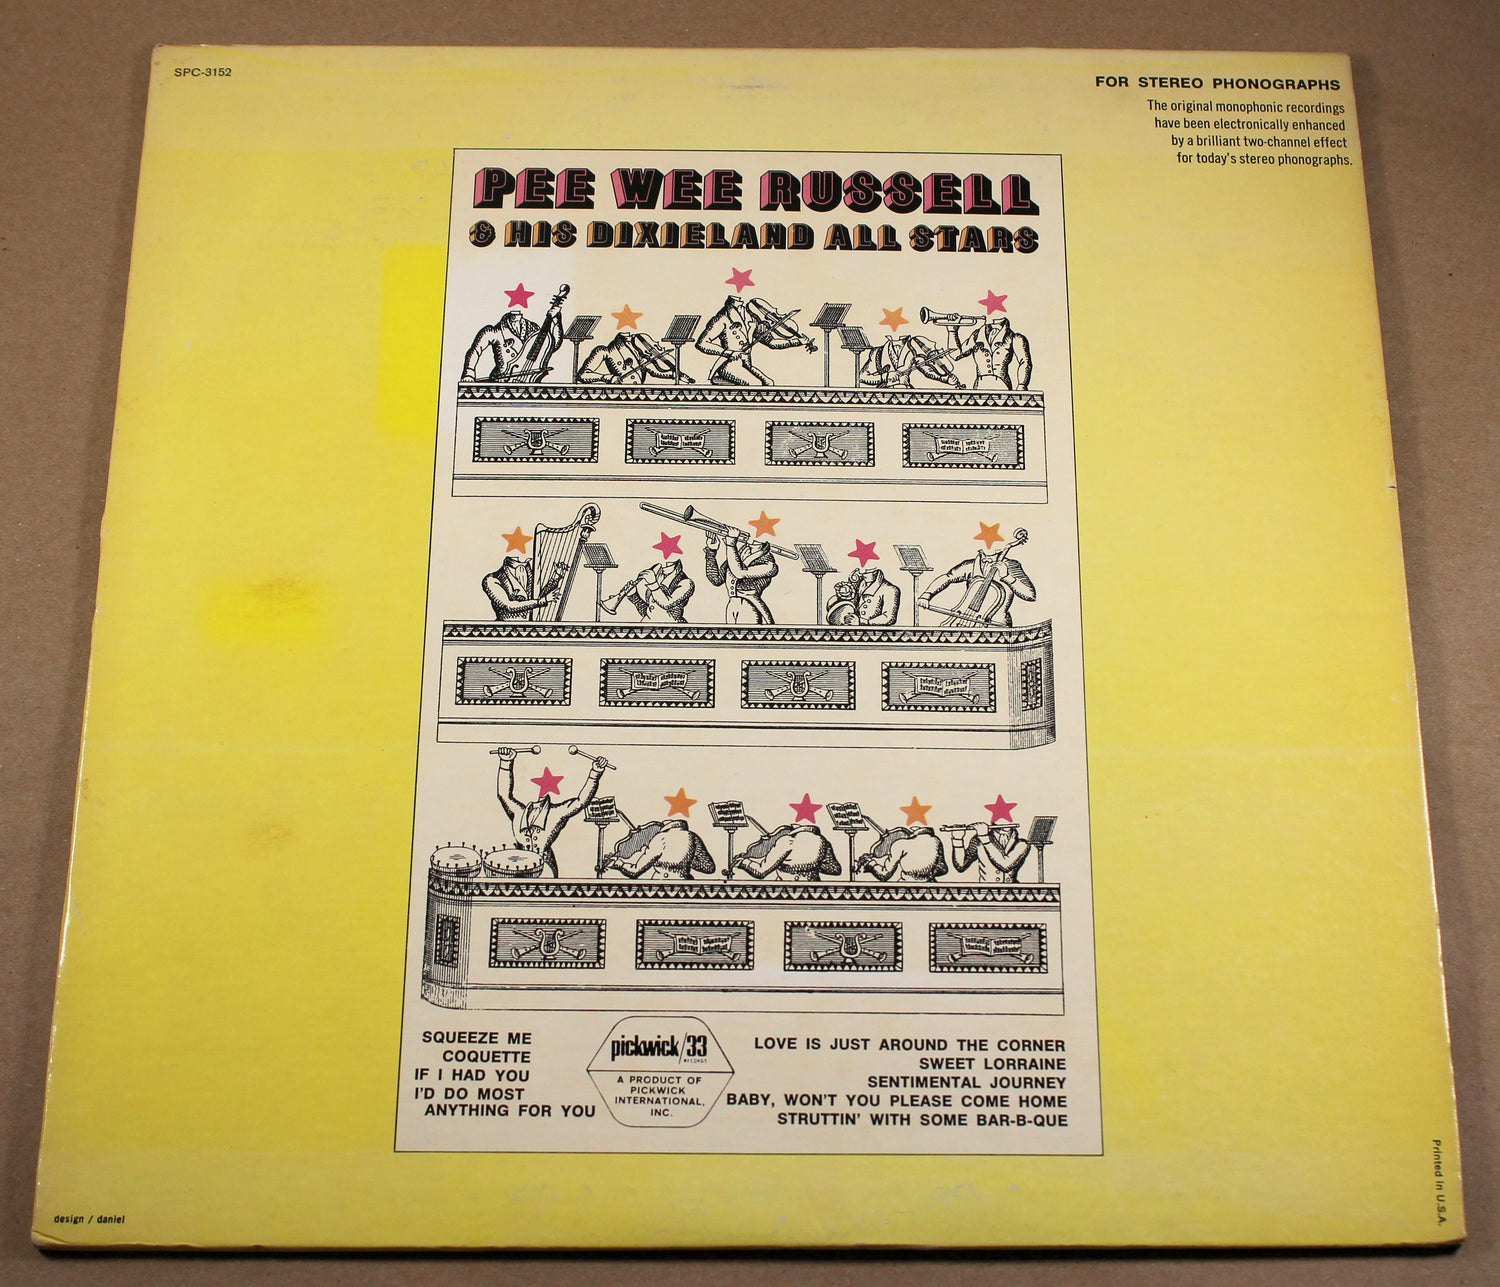 SPC-3152
FOR STEREO PHONOGRAPHS
The original monophonic recordings
have been electronically enhanced
by a brilliant two-channel effect
for today's stereo phonographs.
PEE WEE RUSSELL
& HIS DIXIELAND ALL STARS
SQUEEZE ME
COQUETTE
IF I HAD YOU
I'D DO MOST
ANYTHING FOR YOU
pickwick/33
RECORDS
A PRODUCT OF
PICKWICK
INTERNATIONAL,
INC.
LOVE IS JUST AROUND THE CORNER
SWEET LORRAINE
SENTIMENTAL JOURNEY
BABY, WON'T YOU PLEASE COME HOME
STRUTTIN' WITH SOME BAR-B-QUE
design / daniel
Printed in U.S.A.